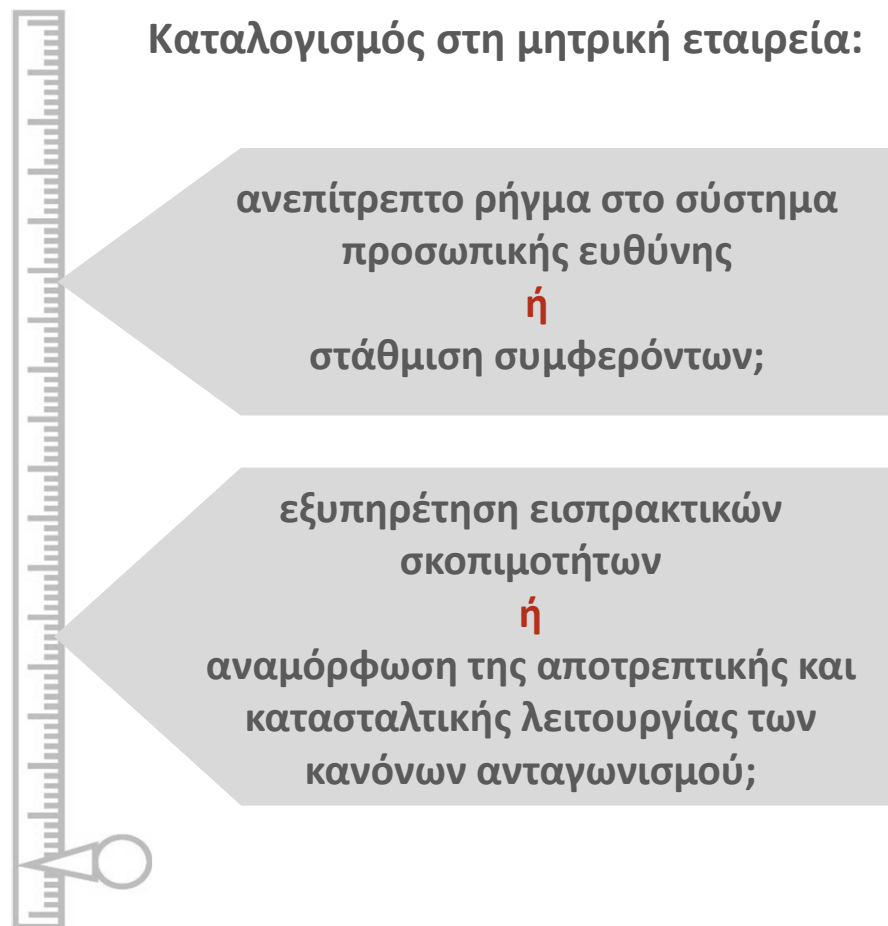 Καταλογισμός στη μητρική εταιρεία:
ανεπίτρεπτο ρήγμα στο σύστημα
προσωπικής ευθύνης
ή
στάθμιση συμφερόντων;
εξυπηρέτηση εισπρακτικών
σκοπιμοτήτων
ή
αναμόρφωση της αποτρεπτικής και
κατασταλτικής λειτουργίας των
κανόνων ανταγωνισμού;